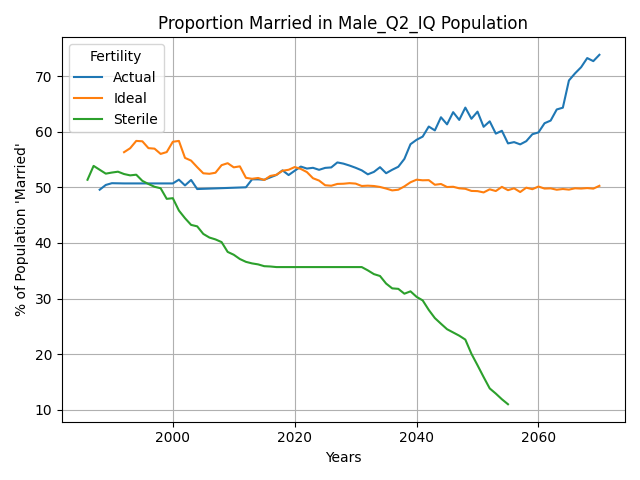 Proportion Married in Male_Q2_IQ Population
Fertility
Actual
Ideal
Sterile
% of Population 'Married'
70
60
50
40
30
20
10
2000
2020
2040
2060
Years